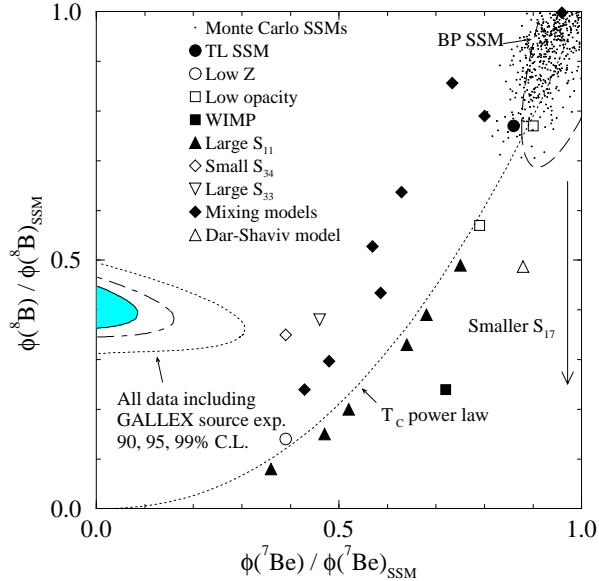 1.0
Monte Carlo SSMs
BP SSM
TL SSM
Low Z
Low opacity
WIMP
Large S₁₁
Small S₃₄
Large S₃₃
Mixing models
Dar-Shaviv model
ϕ(⁸B) / ϕ(⁸B)SSM
0.5
Smaller S₁₇
All data including
GALLEX source exp.
90, 95, 99% C.L.
T_C power law
0.0
0.0 0.5 1.0
ϕ(⁷Be) / ϕ(⁷Be)SSM